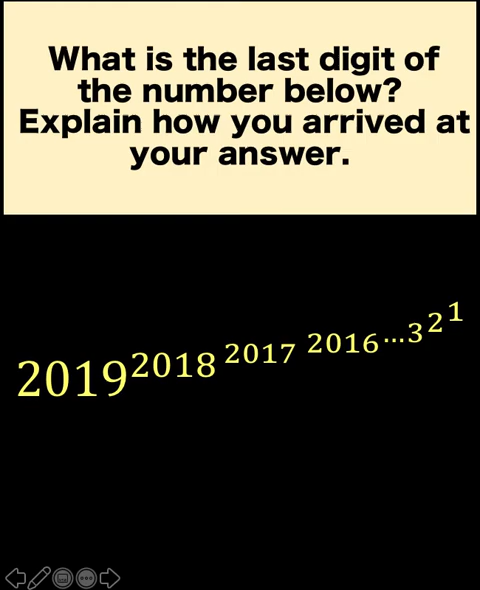 What is the last digit of
the number below?
Explain how you arrived at
your answer.
2019^2018^2017^2016^...^3^2^1